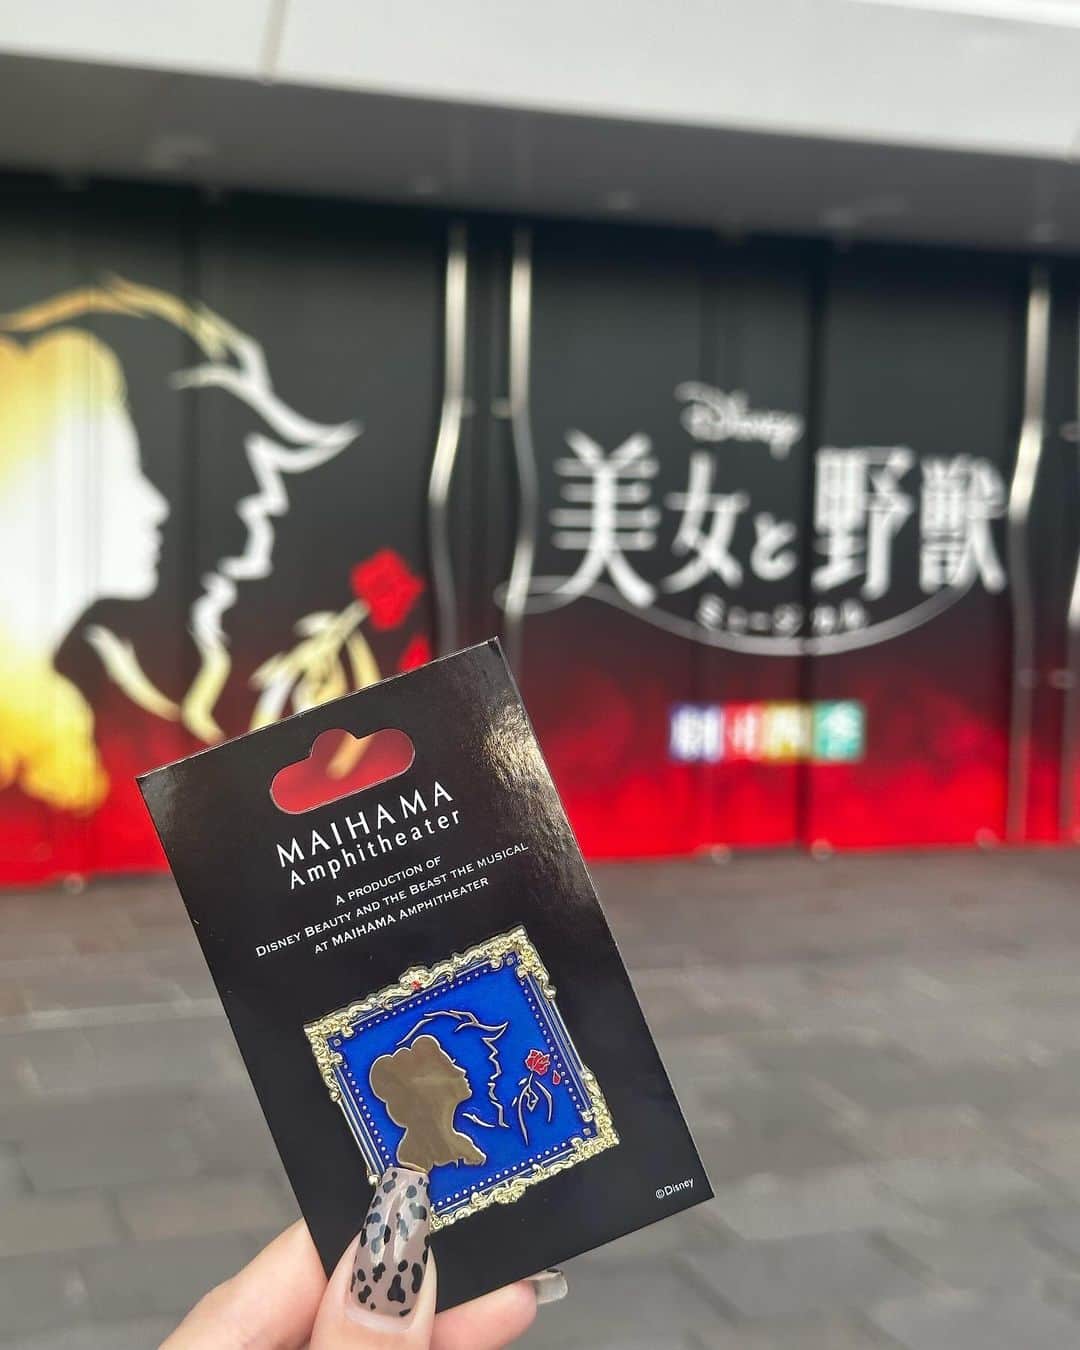 Disney
美女と野獣
ミュージカル
劇団四季
MAIHAMA
Amphitheater
A PRODUCTION OF
DISNEY BEAUTY AND THE BEAST THE MUSICAL
AT MAIHAMA AMPHITHEATER
©Disney